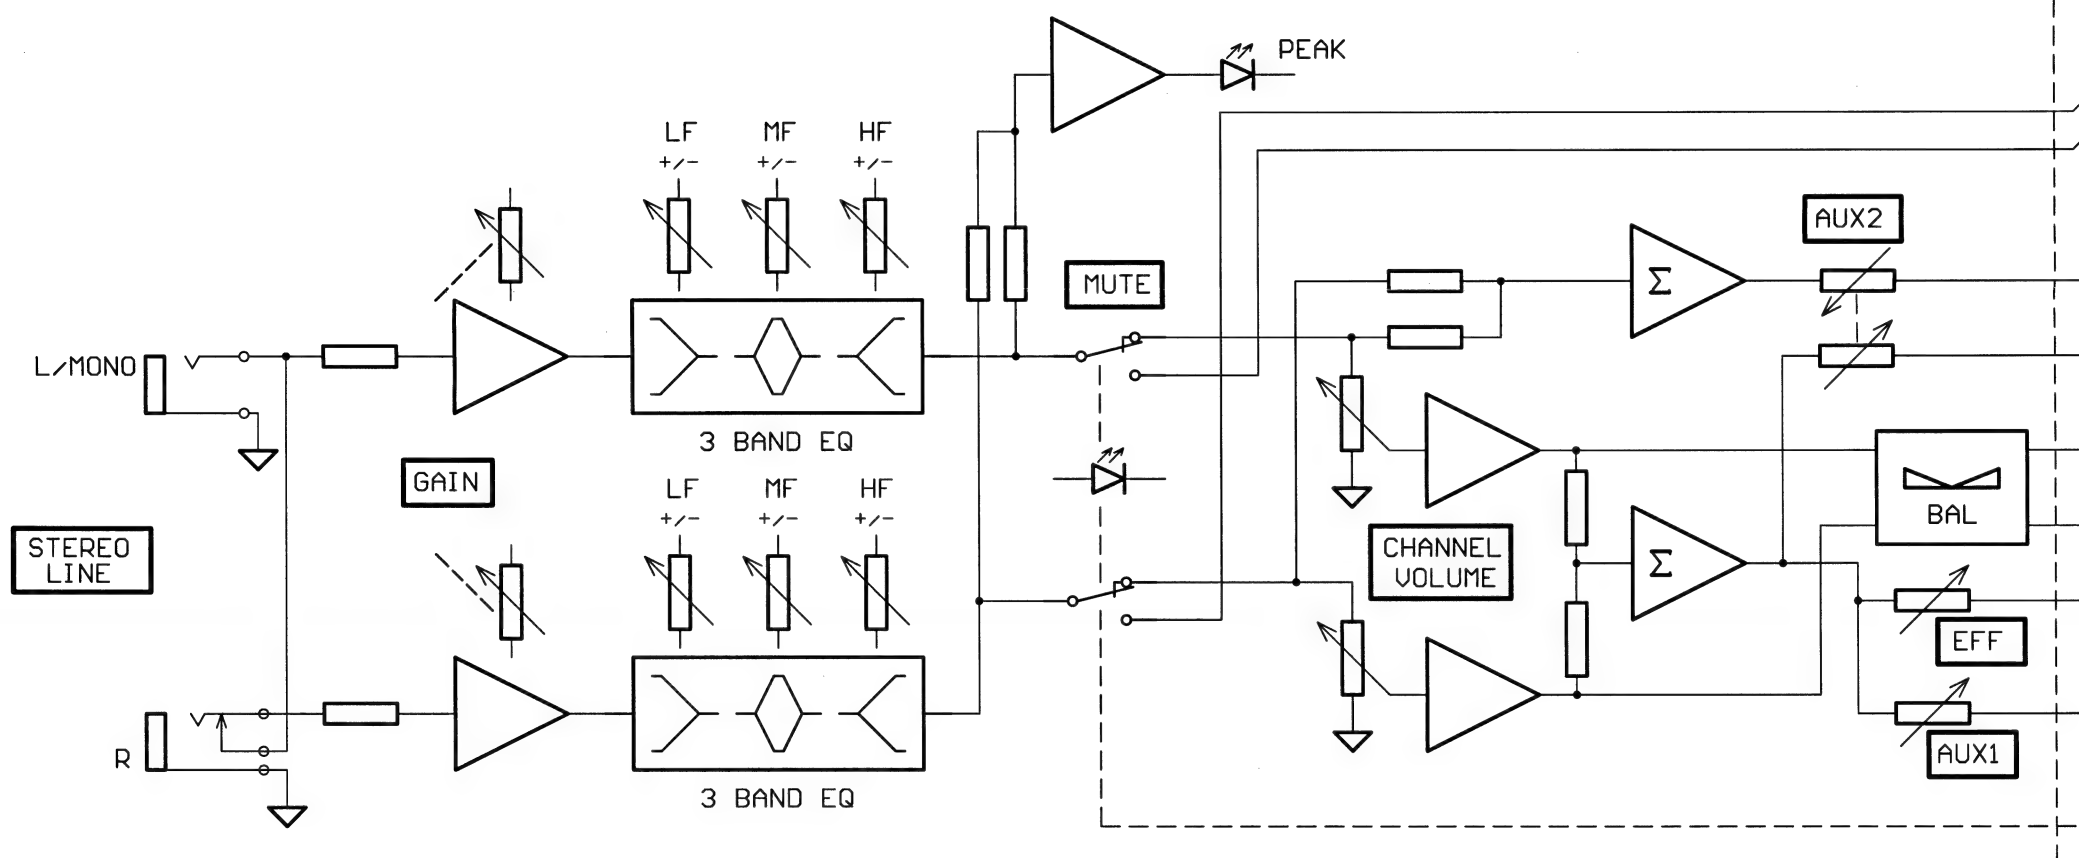 PEAK
LF MF HF
+/- +/- +/-
AUX2
MUTE
L/MONO
3 BAND EQ
GAIN
LF MF HF
+/- +/- +/-
STEREO
LINE
CHANNEL
VOLUME
Σ
Σ
BAL
EFF
AUX1
R
3 BAND EQ